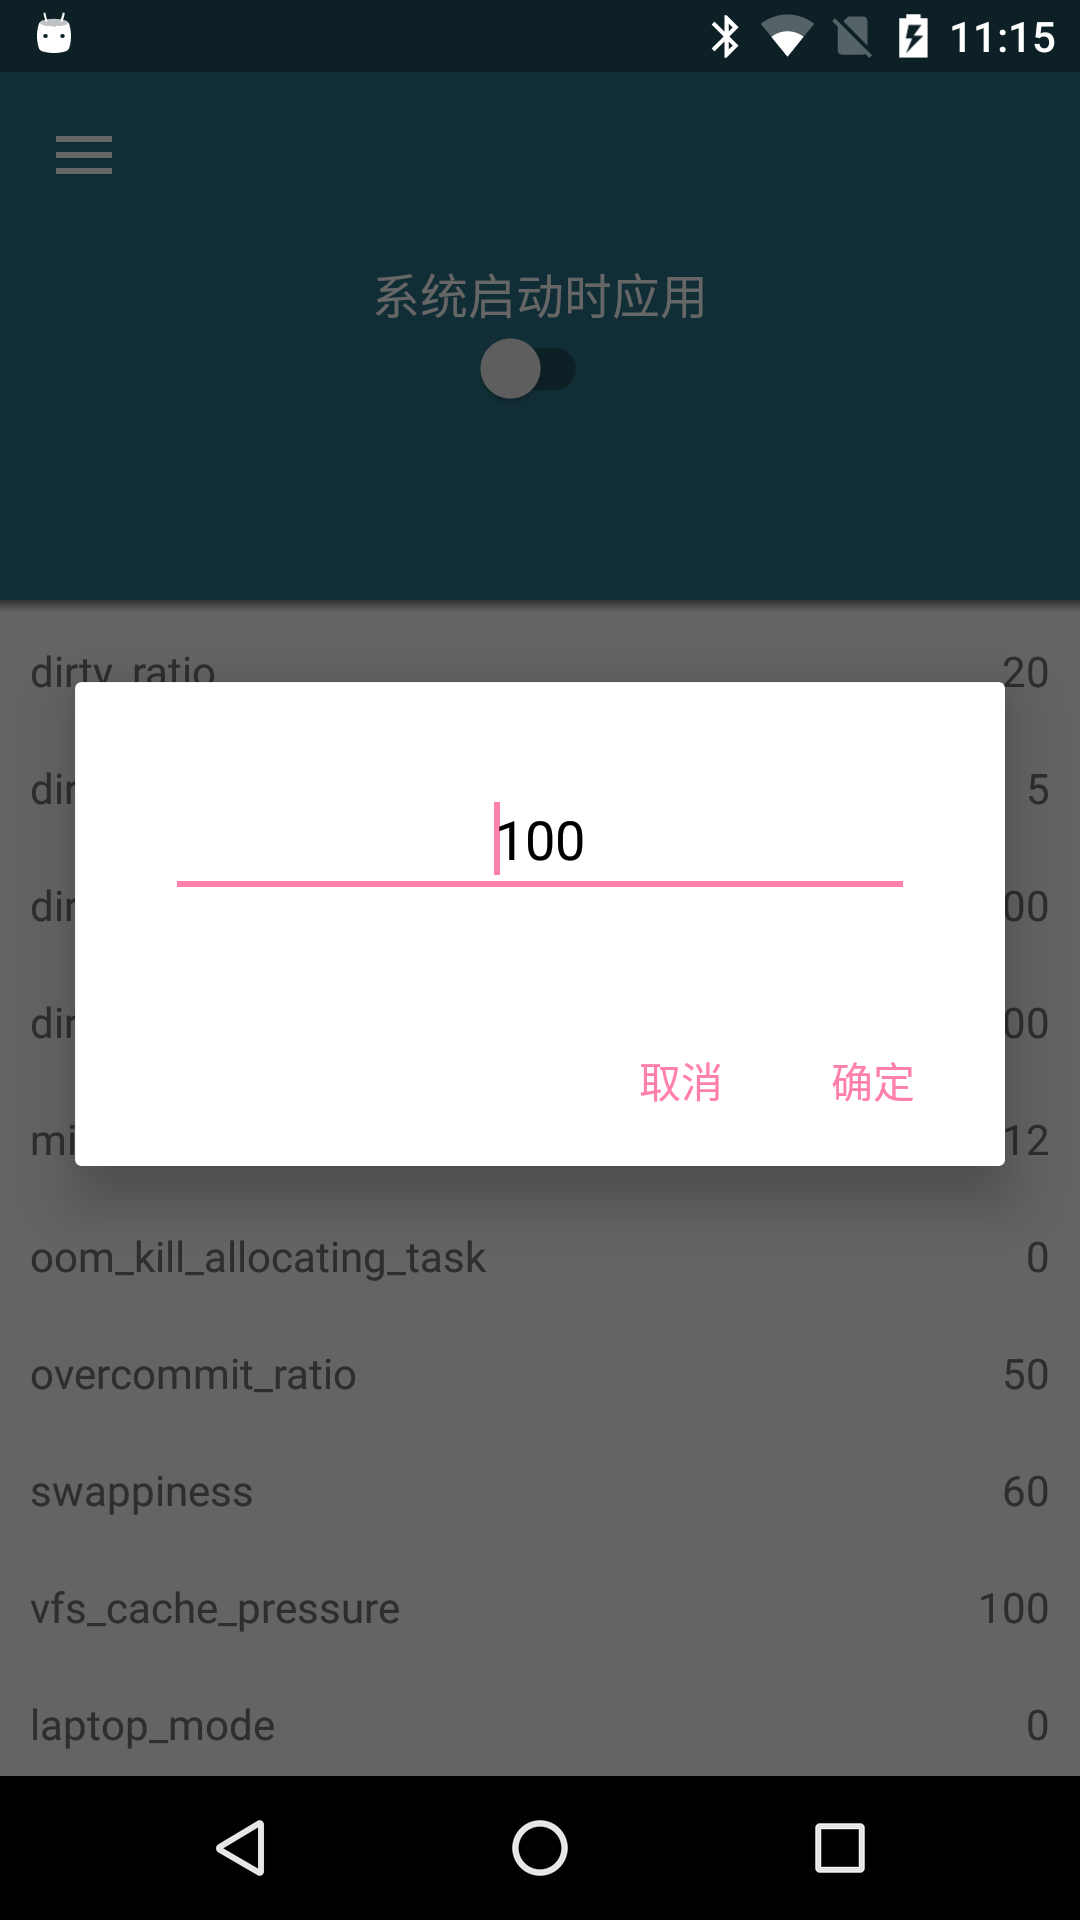 11:15
系统启动时应用
dirty_ratio 20
dir 5
100
dir 00
dir 00
取消 确定
mi 12
oom_kill_allocating_task 0
overcommit_ratio 50
swappiness 60
vfs_cache_pressure 100
laptop_mode 0